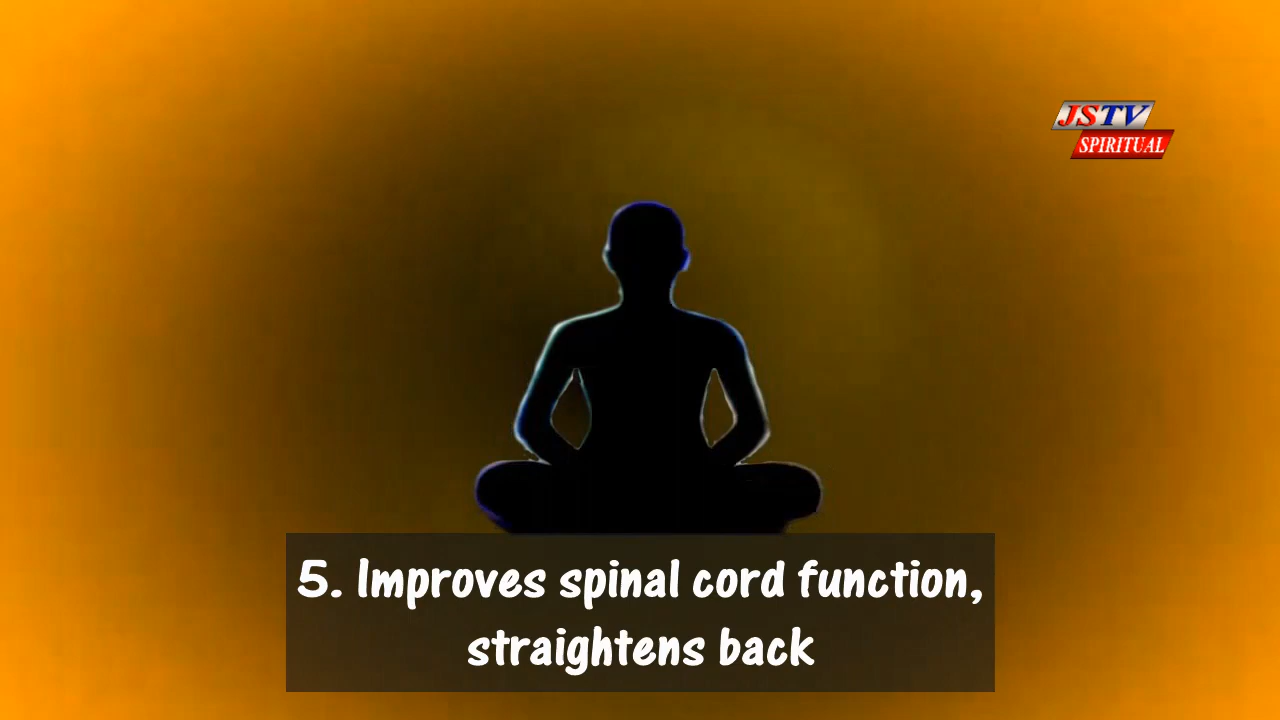 JSTV
SPIRITUAL
5. Improves spinal cord function,
straightens back